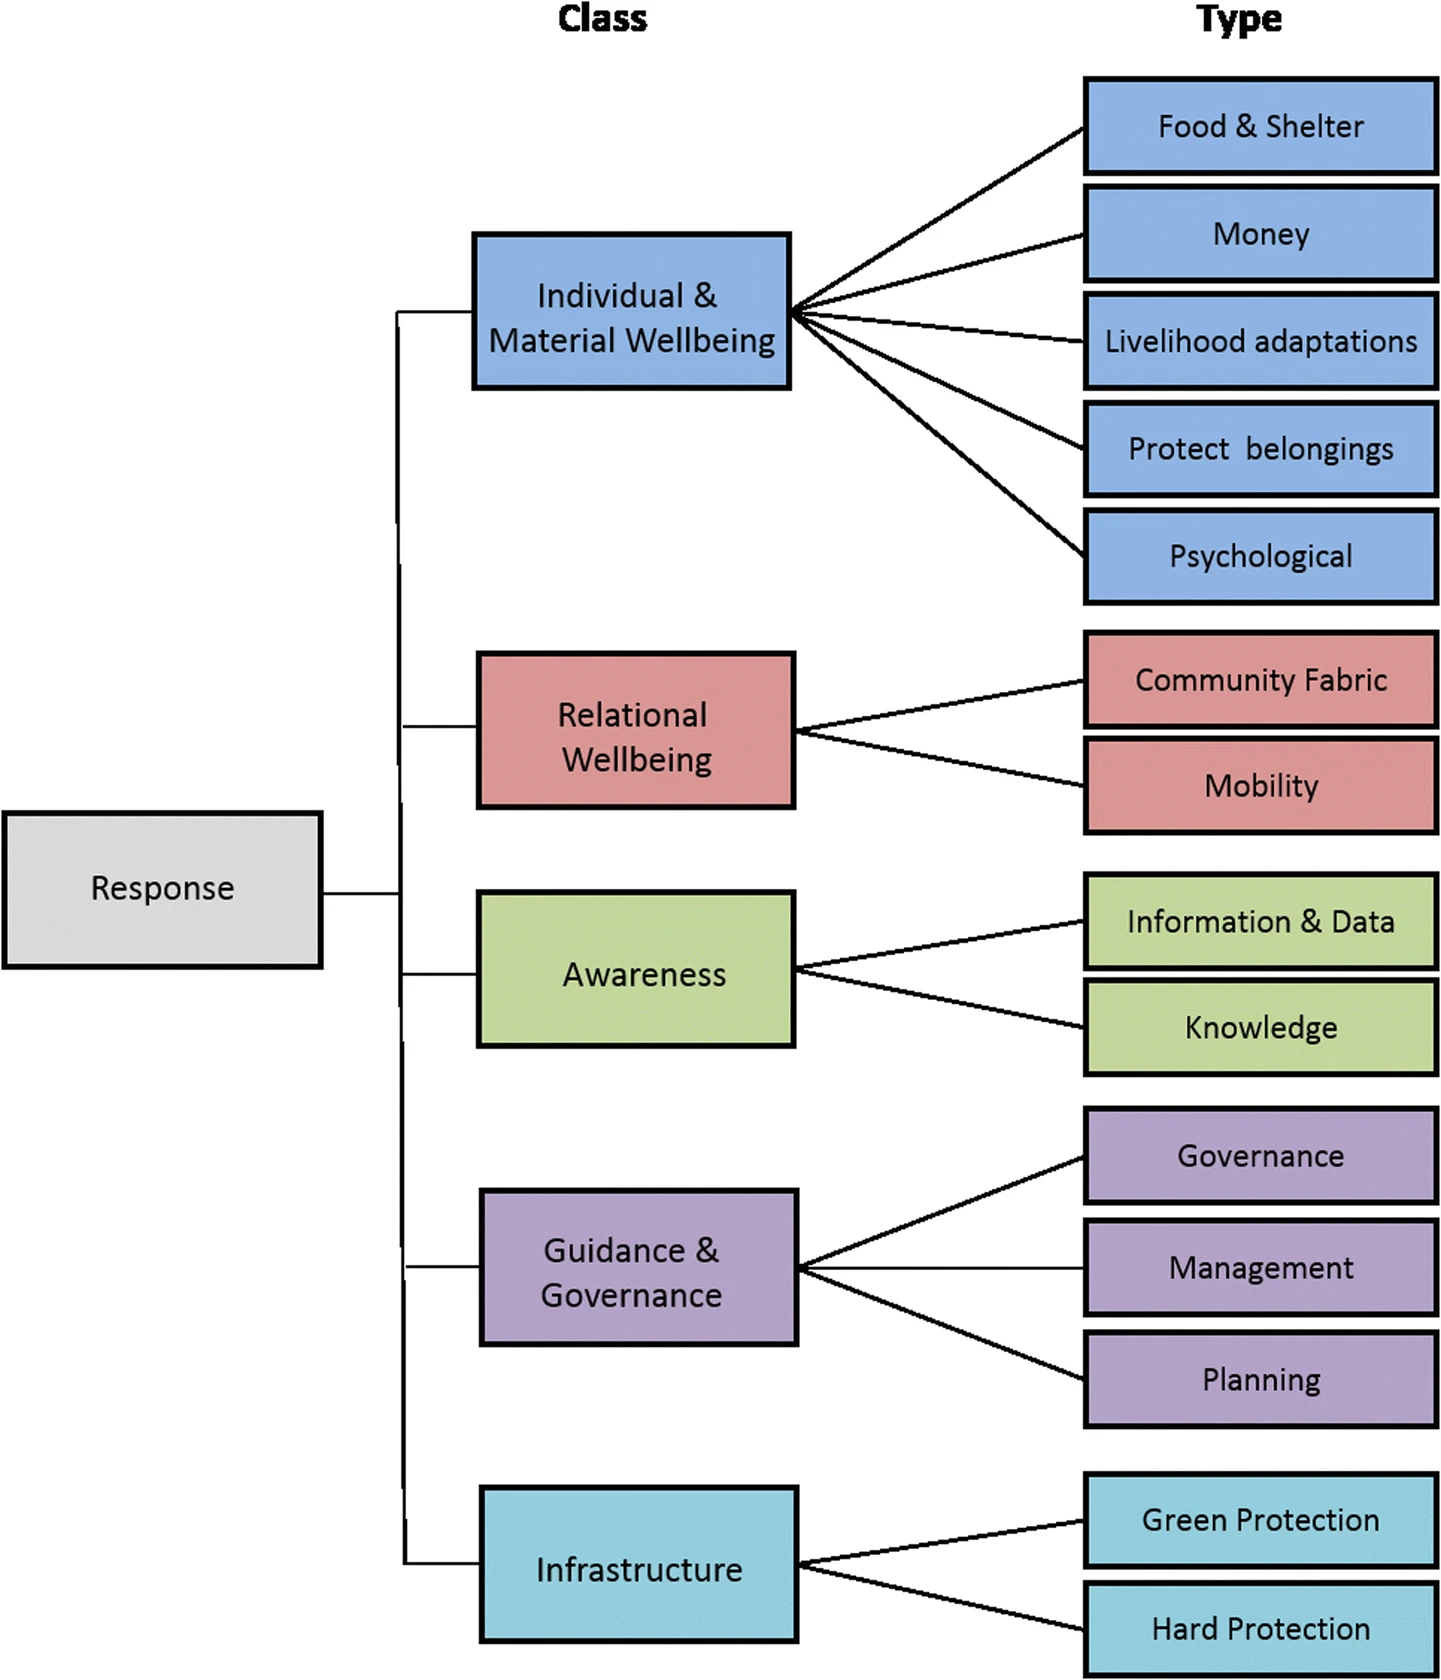 Class
Type
Response
Individual &
Material Wellbeing
Food & Shelter
Money
Livelihood adaptations
Protect belongings
Psychological
Relational
Wellbeing
Community Fabric
Mobility
Awareness
Information & Data
Knowledge
Guidance &
Governance
Governance
Management
Planning
Infrastructure
Green Protection
Hard Protection